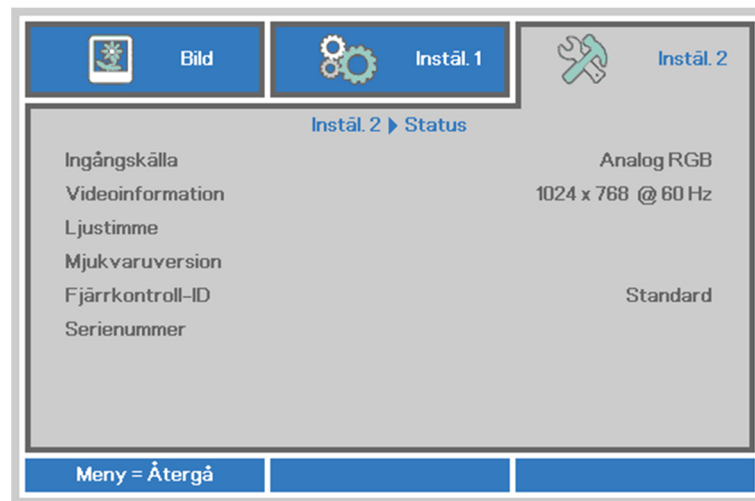 Bild
Instäl. 1
Instäl. 2
Instäl. 2 ▶ Status
Ingångskälla Analog RGB
Videoinformation 1024 x 768 @ 60 Hz
Ljustimme
Mjukvaruversion
Fjärrkontroll-ID Standard
Serienummer
Meny = Återgå